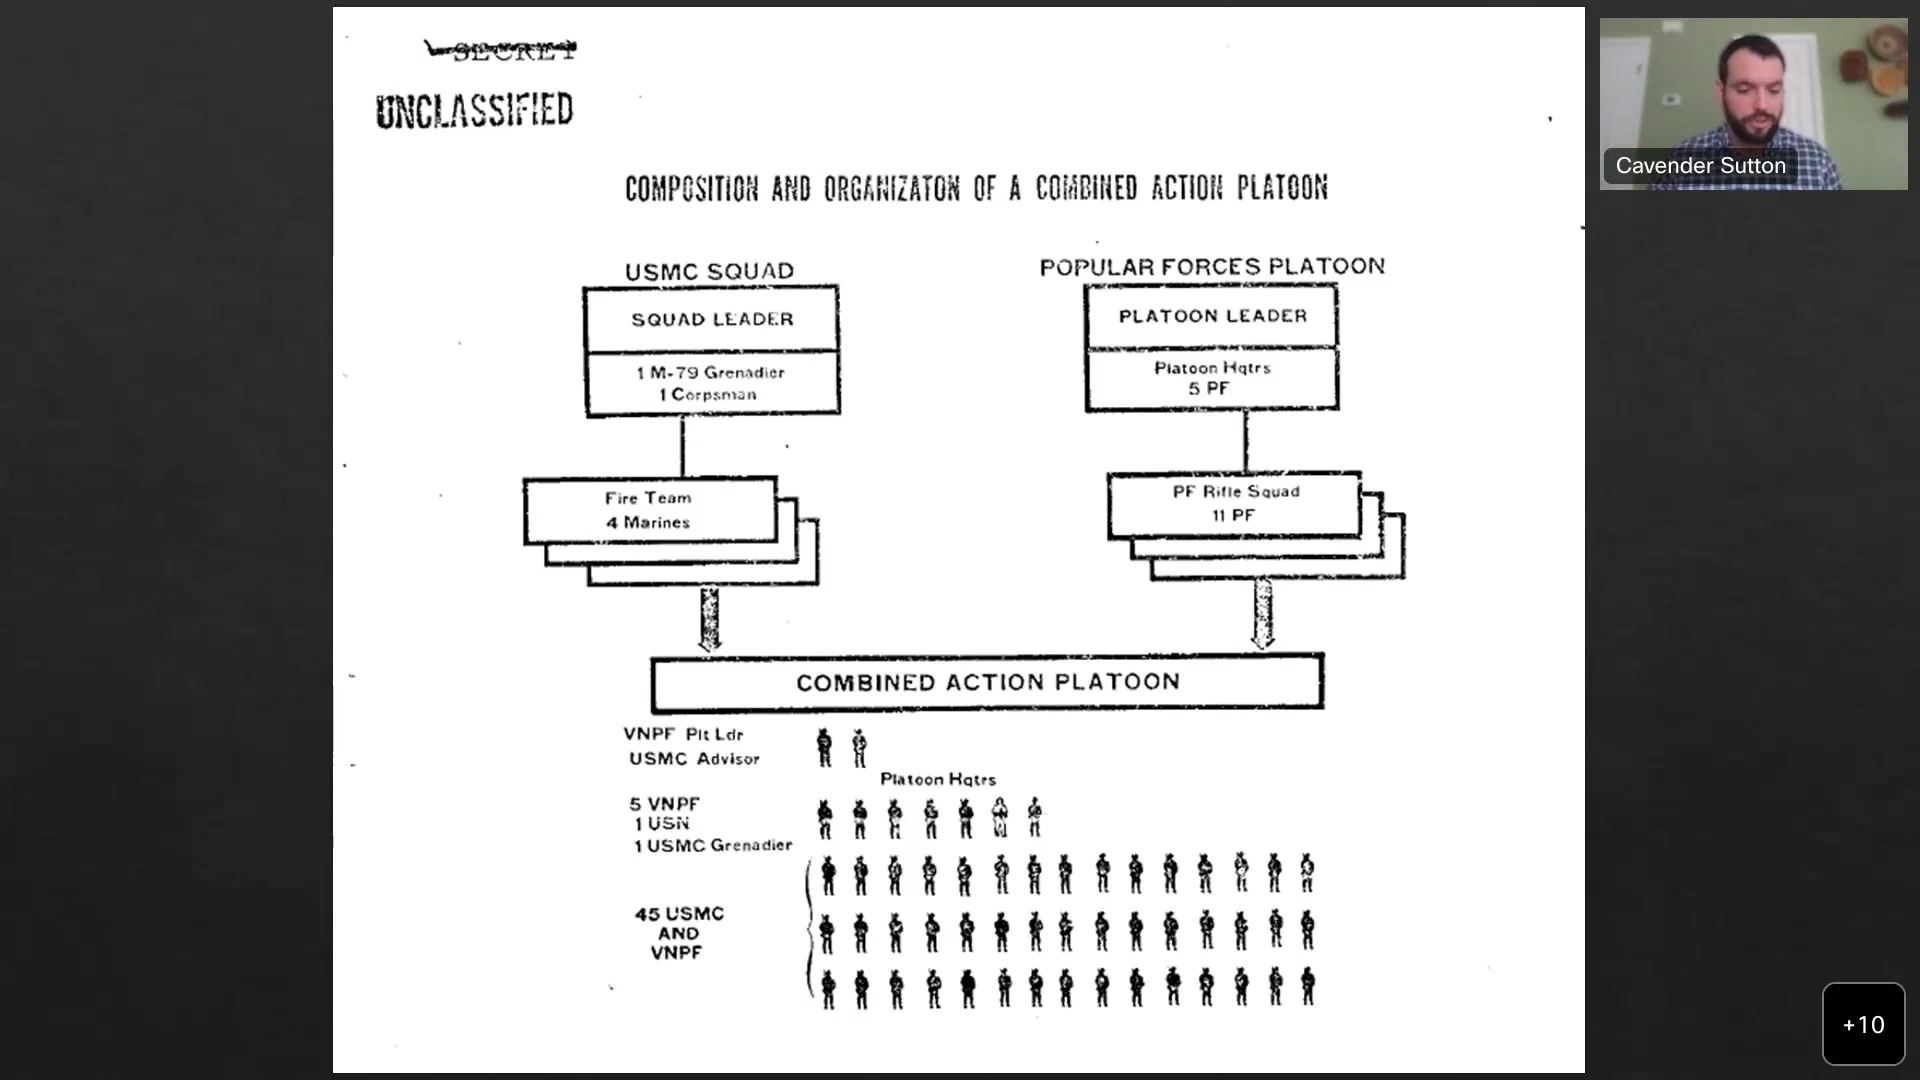 SECRET
UNCLASSIFIED
Cavender Sutton
COMPOSITION AND ORGANIZATON OF A COMBINED ACTION PLATOON
USMC SQUAD
SQUAD LEADER
1 M-79 Grenadier
1 Corpsman
Fire Team
4 Marines
POPULAR FORCES PLATOON
PLATOON LEADER
Platoon Hqtrs
5 PF
PF Rifle Squad
11 PF
COMBINED ACTION PLATOON
VNPF Plt Ldr
USMC Advisor
Platoon Hqtrs
5 VNPF
1 USN
1 USMC Grenadier
45 USMC
AND
VNPF
+10